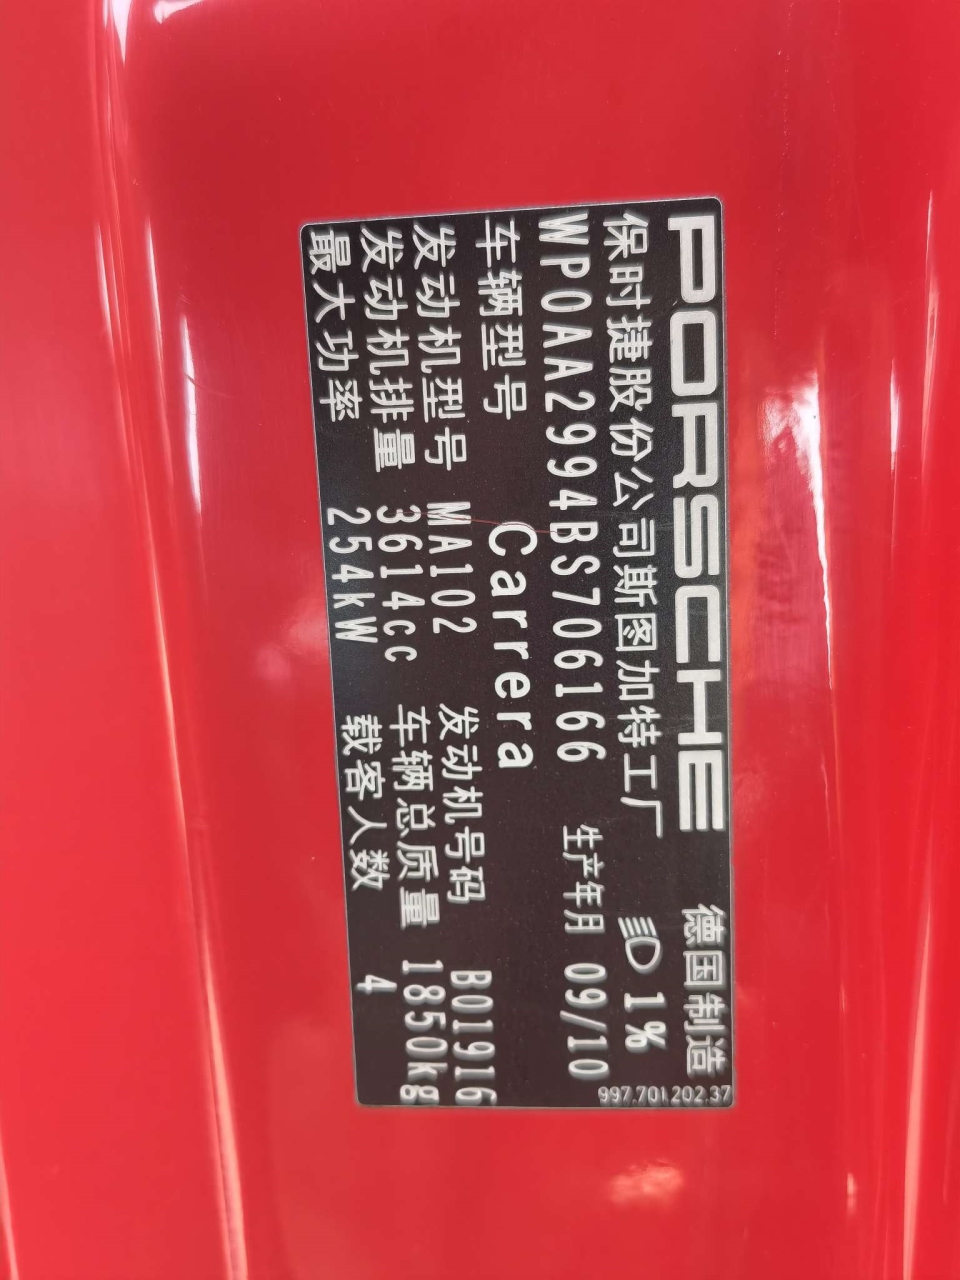 PORSCHE 德国制造
保时捷股份公司斯图加特工厂 1%
WP0AA2994BS706166 生产年月 09/10
车辆型号 Carrera
发动机型号 MA102 发动机号码 B01916
发动机排量 3614cc 车辆总质量 1850kg
最大功率 254kW 载客人数 4
997.701.202.37